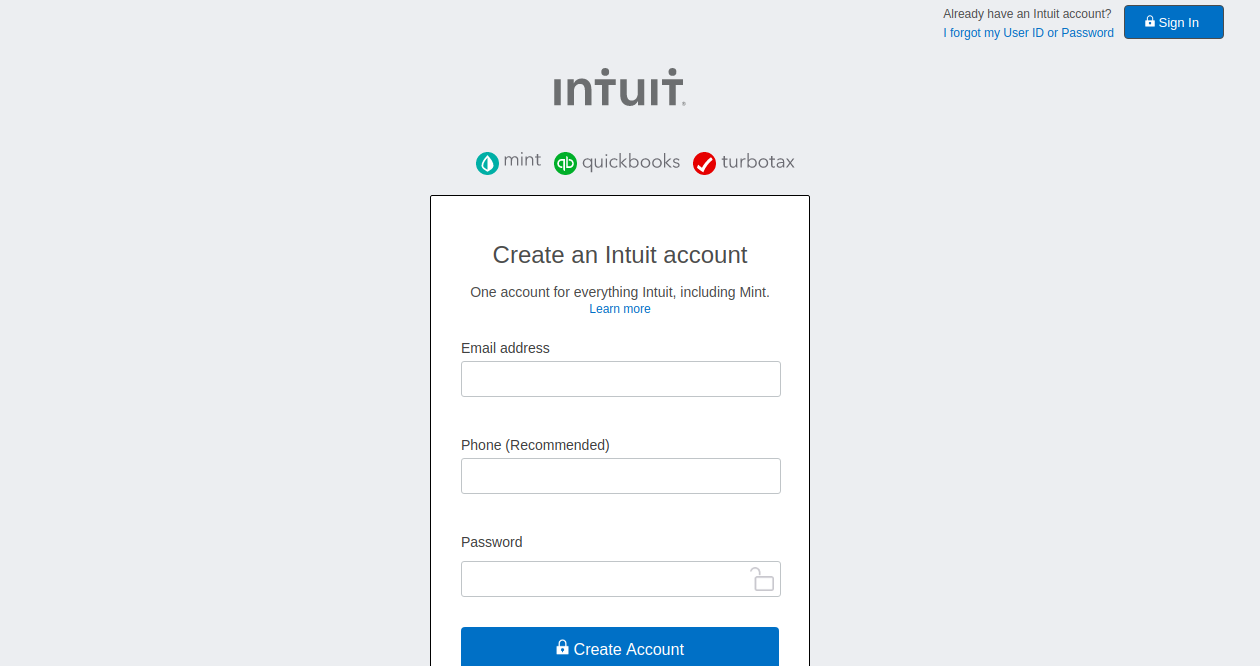 Already have an Intuit account?
I forgot my User ID or Password
Sign In
intuit®
mint
qb quickbooks
turbotax
Create an Intuit account
One account for everything Intuit, including Mint.
Learn more
Email address
Phone (Recommended)
Password
Create Account